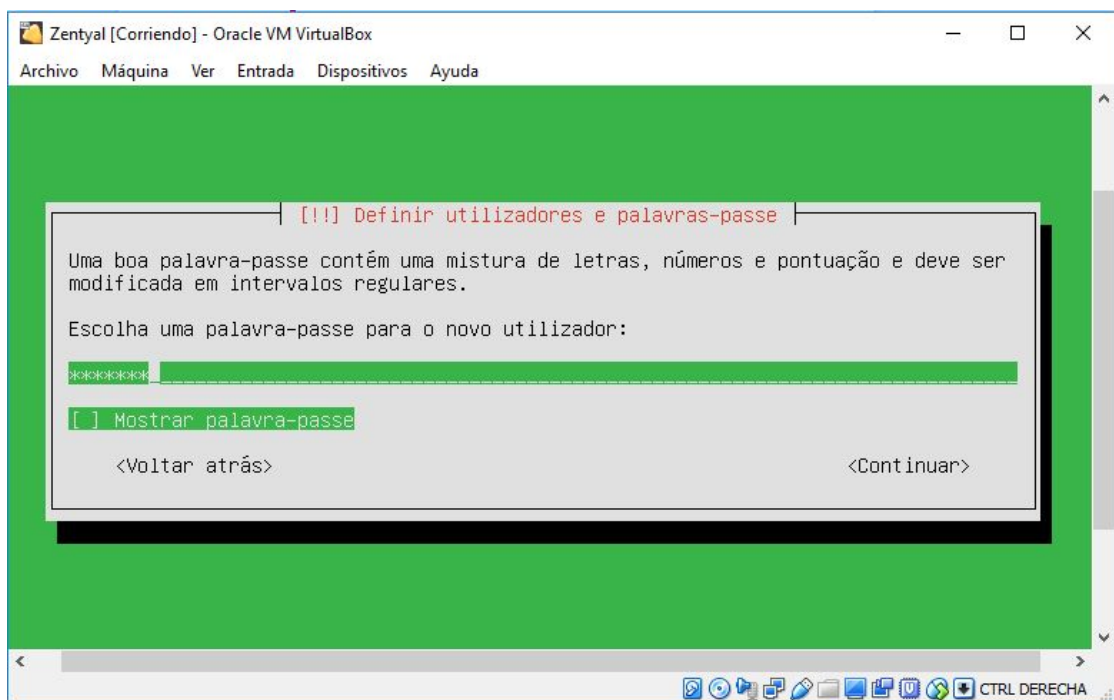 Zentyal [Corriendo] - Oracle VM VirtualBox
Archivo Máquina Ver Entrada Dispositivos Ayuda
[!!] Definir utilizadores e palavras-passe
Uma boa palavra-passe contém uma mistura de letras, números e pontuação e deve ser
modificada em intervalos regulares.
Escolha uma palavra-passe para o novo utilizador:
*******
[ ] Mostrar palavra-passe
<Voltar atrás> <Continuar>
CTRL DERECHA